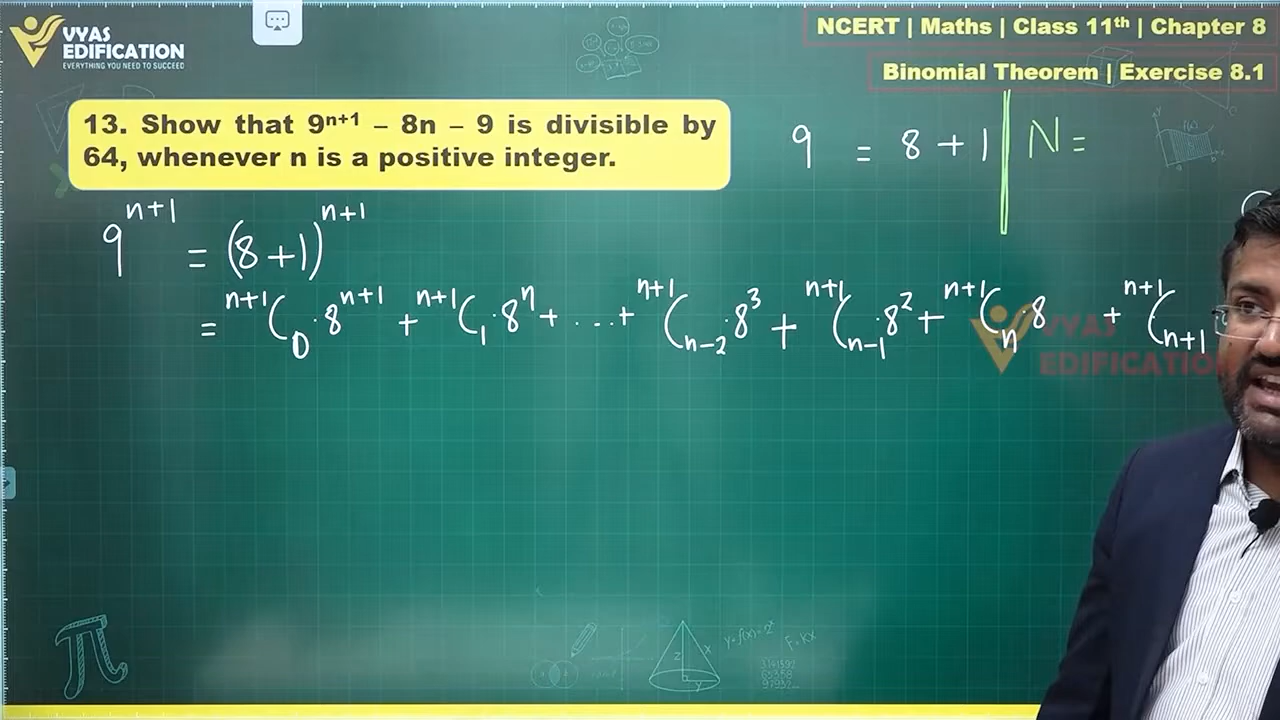 VYAS
EDIFICATION
EVERYTHING YOU NEED TO SUCCEED
NCERT | Maths | Class 11ᵗʰ | Chapter 8
Binomial Theorem | Exercise 8.1
13. Show that 9ⁿ⁺¹ – 8n – 9 is divisible by
64, whenever n is a positive integer.
9 = 8 + 1 | N =
9ⁿ⁺¹ = (8 + 1)ⁿ⁺¹
= ⁿ⁺¹C₀·8ⁿ⁺¹ + ⁿ⁺¹C₁·8ⁿ + ... + ⁿ⁺¹Cₙ₋₂·8³ + ⁿ⁺¹Cₙ₋₁·8² + ⁿ⁺¹Cₙ·8 + ⁿ⁺¹Cₙ₊₁
VYAS
EDIFICATION
π
y=f(x)=2ˣ
F=KX